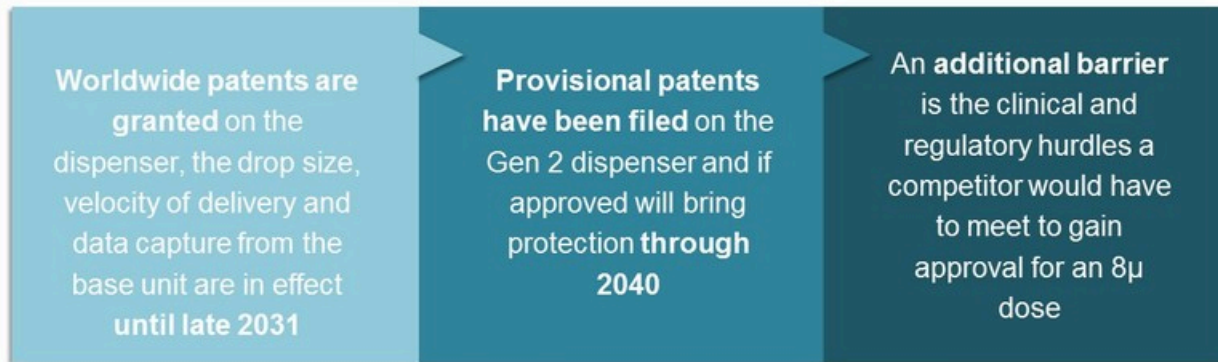 Worldwide patents are
granted on the
dispenser, the drop size,
velocity of delivery and
data capture from the
base unit are in effect
until late 2031
Provisional patents
have been filed on the
Gen 2 dispenser and if
approved will bring
protection through
2040
An additional barrier
is the clinical and
regulatory hurdles a
competitor would have
to meet to gain
approval for an 8µ
dose